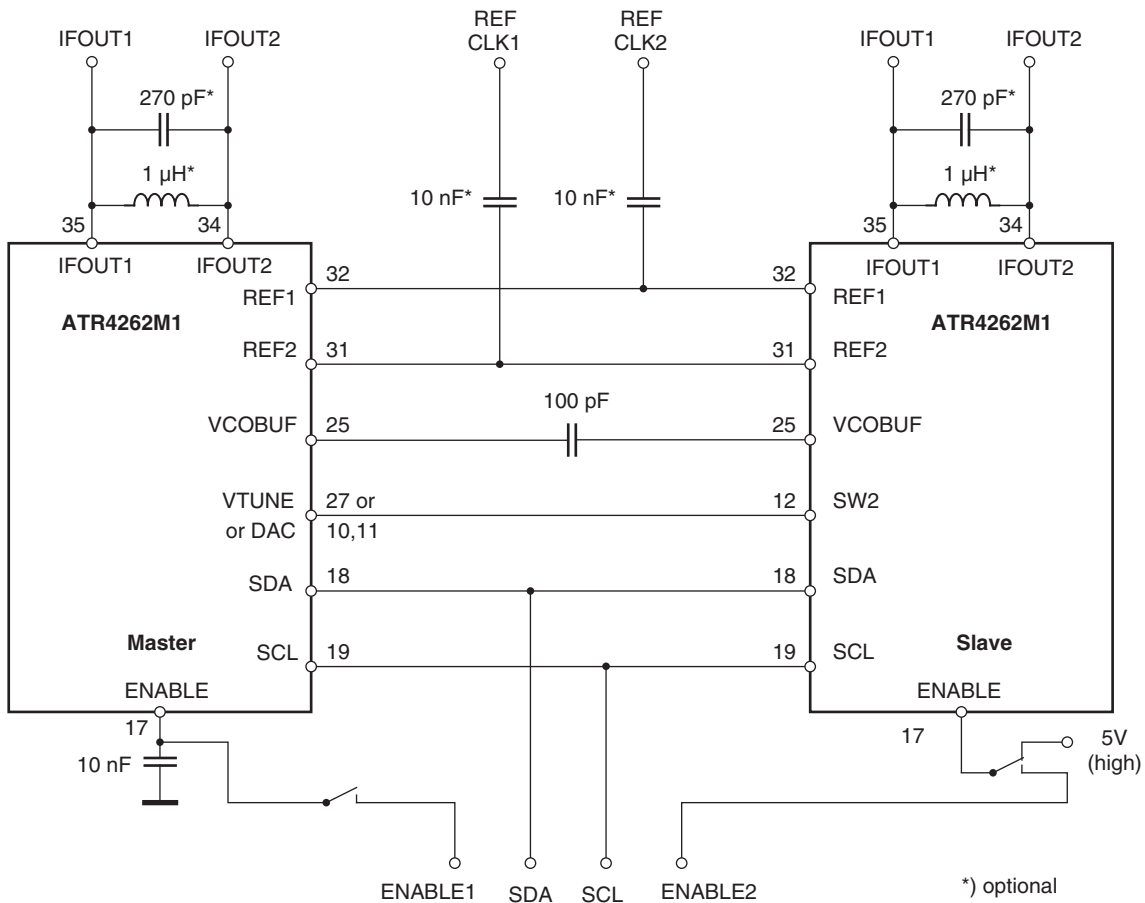 IFOUT1 IFOUT2
REF CLK1
REF CLK2
IFOUT1 IFOUT2
270 pF*
1 µH*
10 nF*
10 nF*
270 pF*
1 µH*
35 34
IFOUT1 IFOUT2
35 34
IFOUT1 IFOUT2
REF1 32
32 REF1
ATR4262M1
ATR4262M1
REF2 31
31 REF2
100 pF
VCOBUF 25
25 VCOBUF
VTUNE 27 or
or DAC 10,11
12 SW2
SDA 18
18 SDA
Master
Slave
SCL 19
19 SCL
ENABLE
17
10 nF
ENABLE
17
5V
(high)
ENABLE1 SDA SCL ENABLE2
*) optional